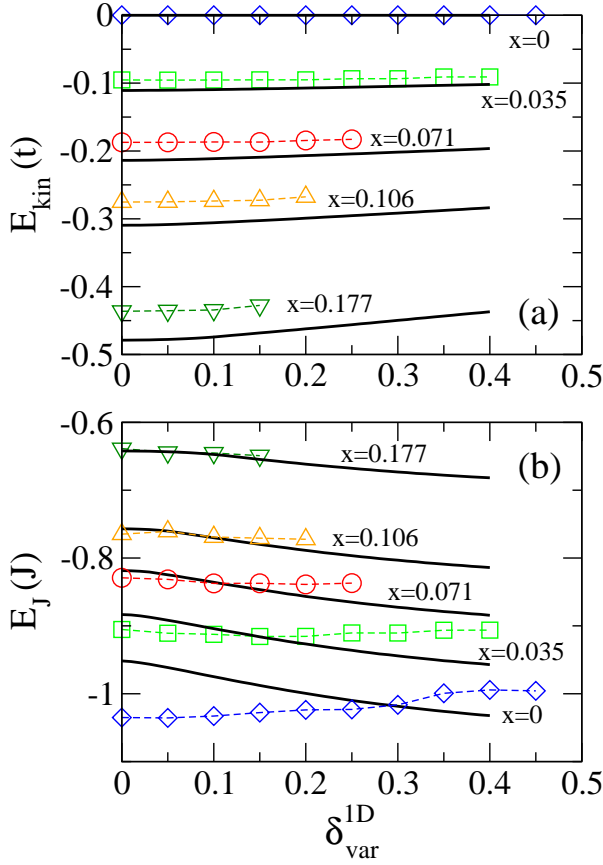 0
x=0
-0.1
x=0.035
x=0.071
-0.2
E_kin (t)
x=0.106
-0.3
-0.4
x=0.177
(a)
-0.5
0 0.1 0.2 0.3 0.4 0.5
-0.6
x=0.177
(b)
x=0.106
-0.8
x=0.071
E_J (J)
x=0.035
-1
x=0
0 0.1 0.2 0.3 0.4 0.5
δ_var^1D